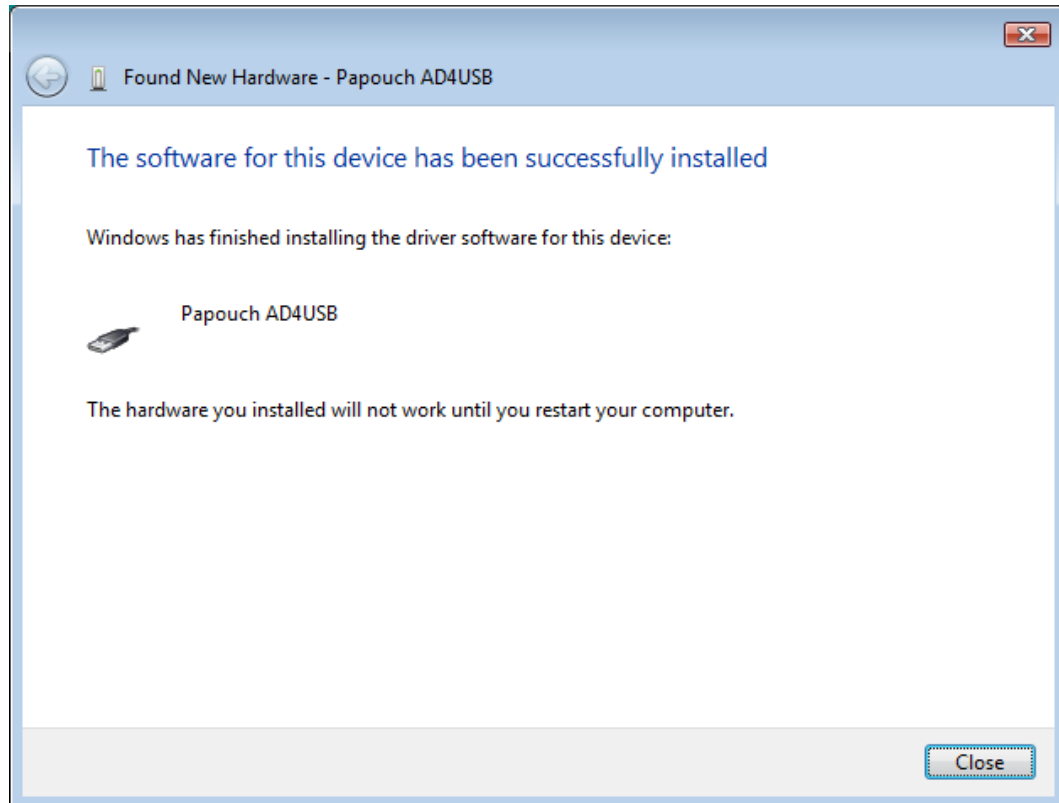 Found New Hardware - Papouch AD4USB
The software for this device has been successfully installed
Windows has finished installing the driver software for this device:
Papouch AD4USB
The hardware you installed will not work until you restart your computer.
Close